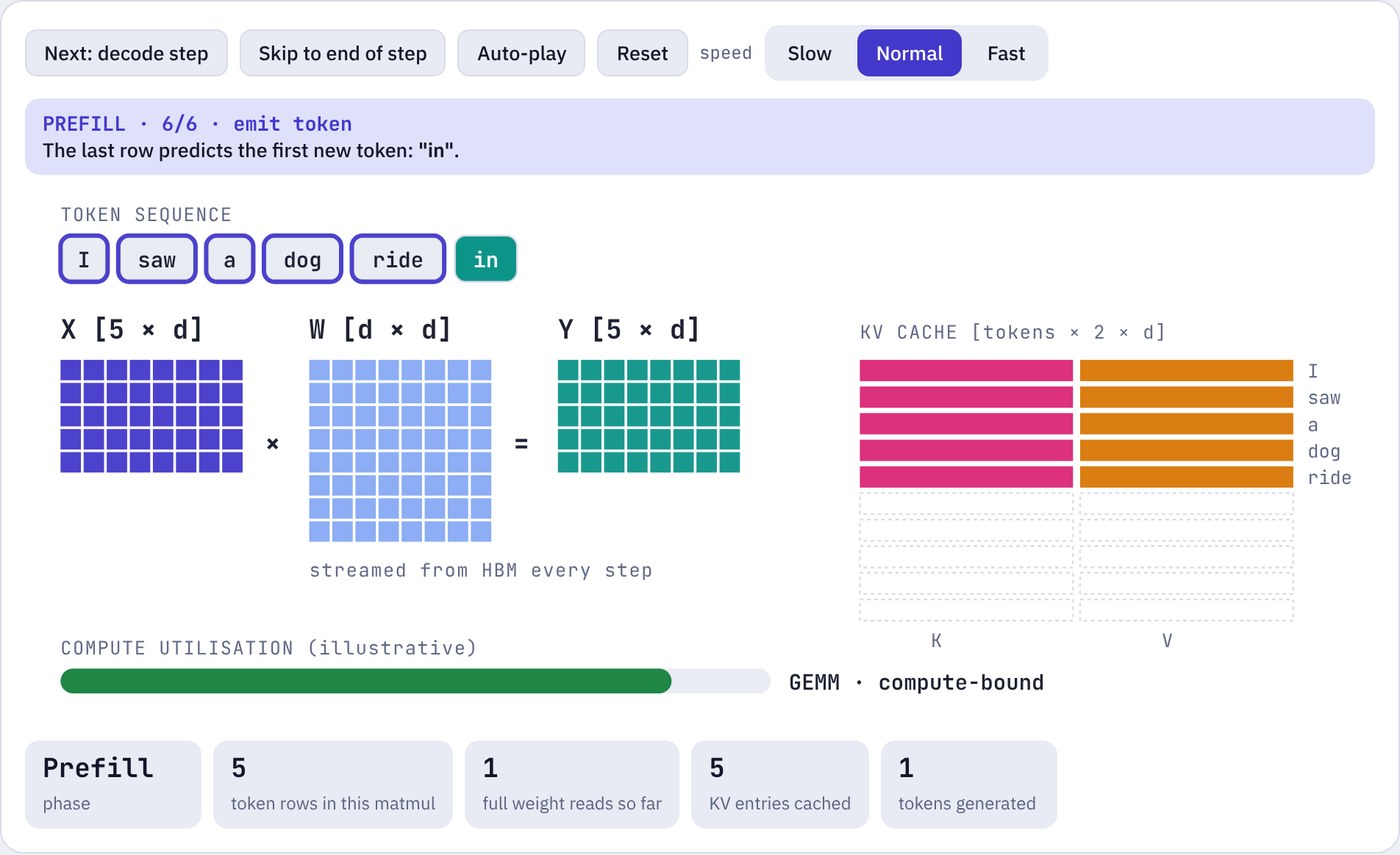 Next: decode step Skip to end of step Auto-play Reset speed Slow Normal Fast
PREFILL · 6/6 · emit token
The last row predicts the first new token: "in".
TOKEN SEQUENCE
I saw a dog ride in
X [5 × d] W [d × d] Y [5 × d]
× =
streamed from HBM every step
KV CACHE [tokens × 2 × d]
I
saw
a
dog
ride
K V
COMPUTE UTILISATION (illustrative)
GEMM · compute-bound
Prefill
phase
5
token rows in this matmul
1
full weight reads so far
5
KV entries cached
1
tokens generated